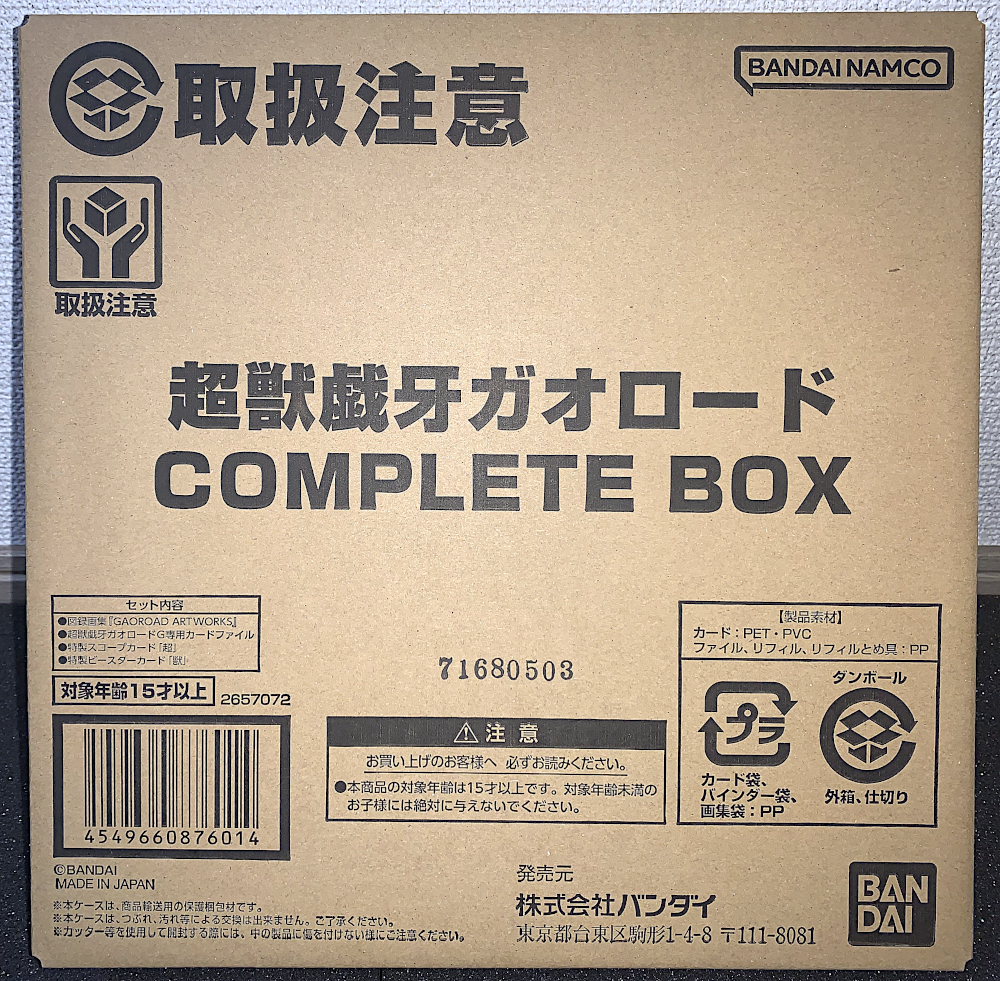 取扱注意
BANDAI NAMCO
取扱注意
超獣戯牙ガオロード
COMPLETE BOX
セット内容
●図録画集『GAOROAD ARTWORKS』
●超獣戯牙ガオロードG専用カードファイル
●特製スコープカード「超」
●特製ビースターカード「獣」
対象年齢15才以上
2657072
4549660876014
©BANDAI
MADE IN JAPAN
※本ケースは、商品輸送用の保護梱包材です。
※本ケースは、つぶれ、汚れ等による交換は出来ません。ご了承ください。
※カッター等を使用して開封する際には、中の製品に傷を付けない様にご注意ください。
71680503
注意
お買い上げのお客様へ 必ずお読みください。
●本商品の対象年齢は15才以上です。対象年齢未満の
お子様には絶対に与えないでください。
【製品素材】
カード：PET・PVC
ファイル、リフィル、リフィルとめ具：PP
プラ
カード袋、
バインダー袋、
画集袋：PP
ダンボール
外箱、仕切り
発売元
株式会社バンダイ
東京都台東区駒形1-4-8 〒111-8081
BAN
DAI